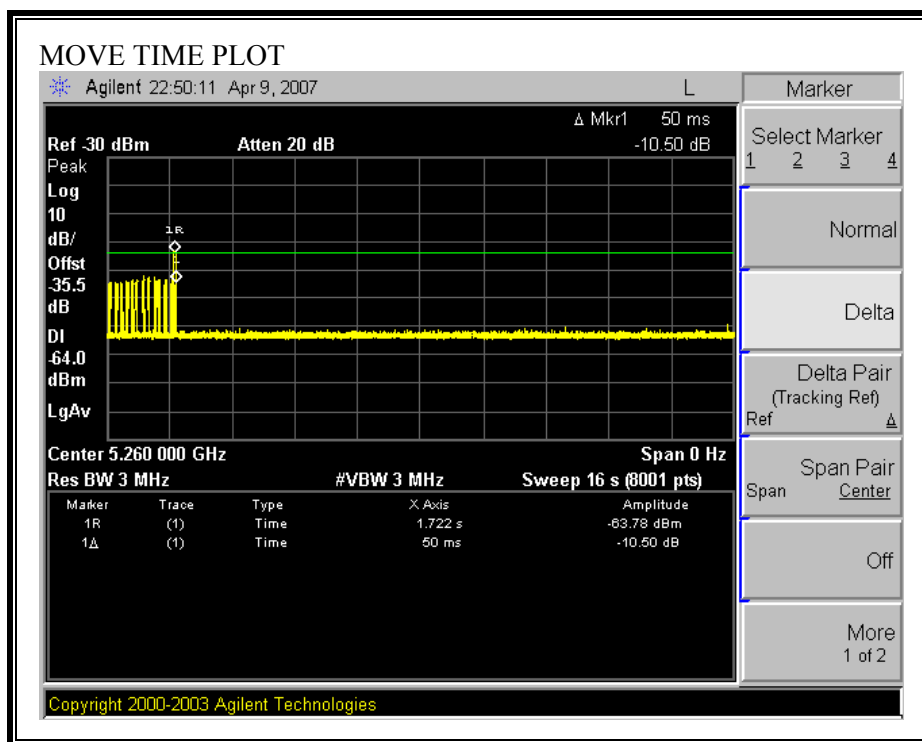 MOVE TIME PLOT
Agilent 22:50:11 Apr 9, 2007 L
Marker
Δ Mkr1 50 ms
Ref -30 dBm Atten 20 dB -10.50 dB
Peak
Log
10
dB/
Offst
-35.5
dB
DI
-64.0
dBm
LgAv
1R
Center 5.260 000 GHz Span 0 Hz
Res BW 3 MHz #VBW 3 MHz Sweep 16 s (8001 pts)
Marker Trace Type X Axis Amplitude
1R (1) Time 1.722 s -63.78 dBm
1Δ (1) Time 50 ms -10.50 dB
Select Marker
1 2 3 4
Normal
Delta
Delta Pair
(Tracking Ref)
Ref Δ
Span Pair
Span Center
Off
More
1 of 2
Copyright 2000-2003 Agilent Technologies